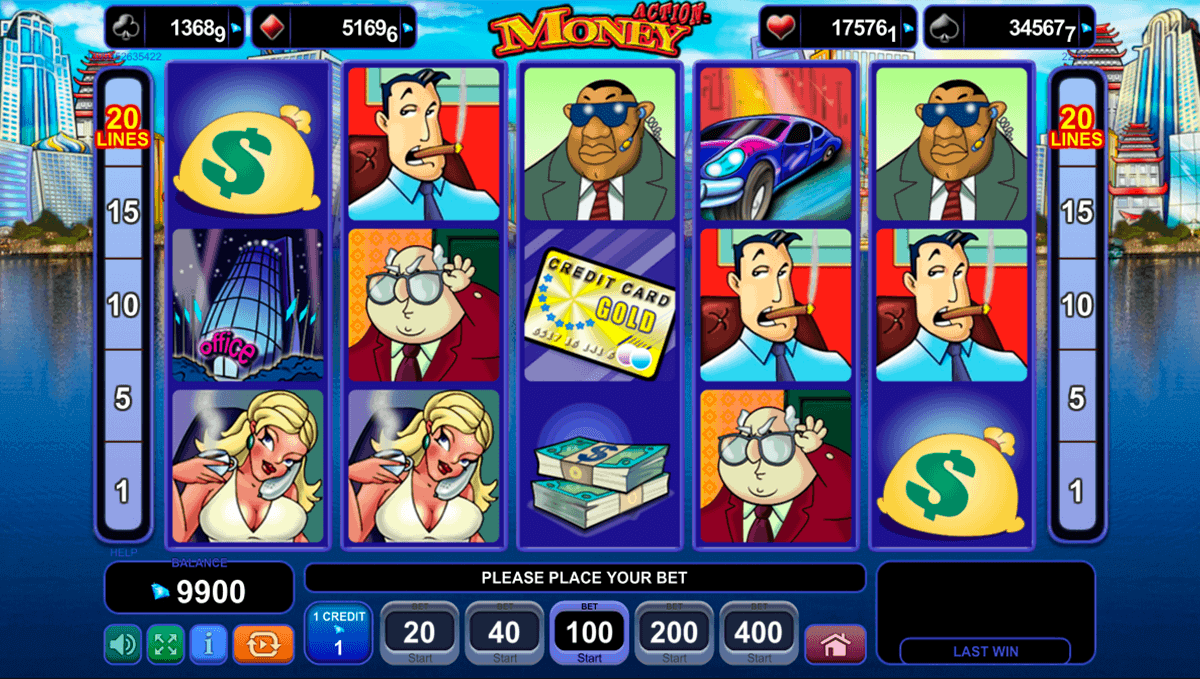 13689
51696
ACTION
MONEY
175761
345677
20
LINES
15
10
5
1
$
office
CREDIT CARD
GOLD
$
$
20
LINES
15
10
5
1
HELP
BALANCE
9900
PLEASE PLACE YOUR BET
1 CREDIT
1
BET
20
Start
BET
40
Start
BET
100
Start
BET
200
Start
BET
400
Start
i
LAST WIN